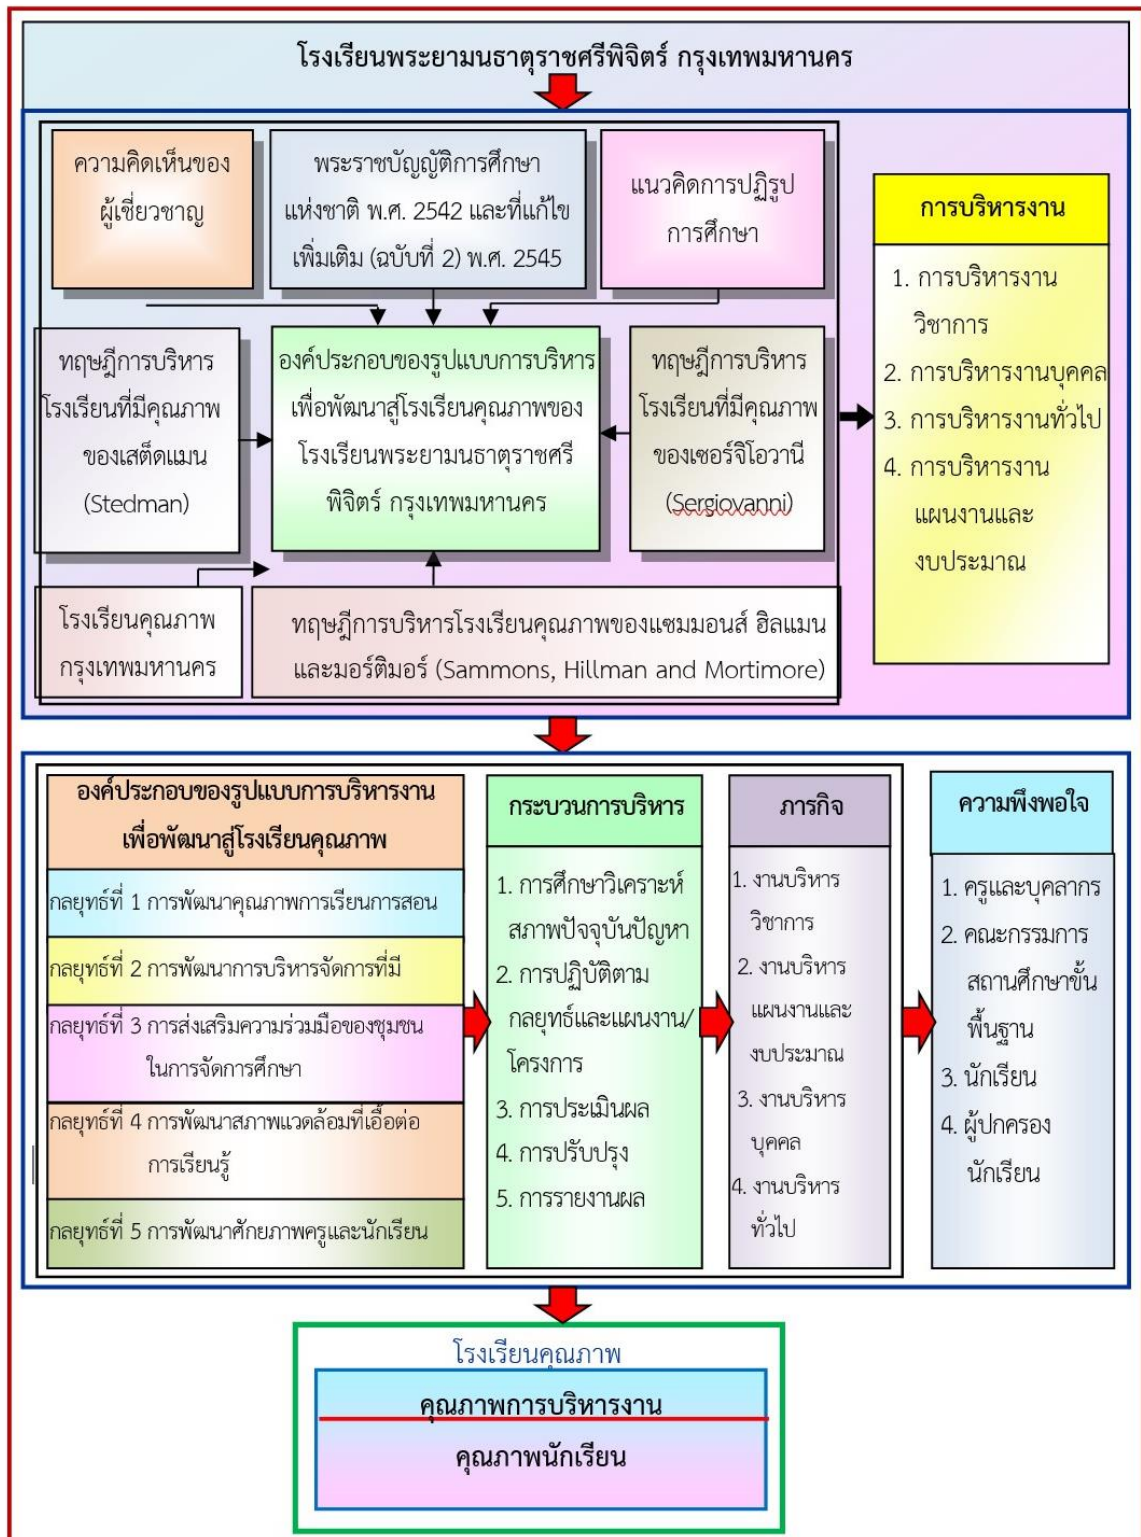 โรงเรียนพระยามนธาตุราชศรีพิจิตร์ กรุงเทพมหานคร
ความคิดเห็นของ
ผู้เชี่ยวชาญ
พระราชบัญญัติการศึกษา
แห่งชาติ พ.ศ. 2542 และที่แก้ไข
เพิ่มเติม (ฉบับที่ 2) พ.ศ. 2545
แนวคิดการปฏิรูป
การศึกษา
ทฤษฎีการบริหาร
โรงเรียนที่มีคุณภาพ
ของเสต็ดแมน
(Stedman)
องค์ประกอบของรูปแบบการบริหาร
เพื่อพัฒนาสู่โรงเรียนคุณภาพของ
โรงเรียนพระยามนธาตุราชศรี
พิจิตร์ กรุงเทพมหานคร
ทฤษฎีการบริหาร
โรงเรียนที่มีคุณภาพ
ของเซอร์จิโอวานี
(Sergiovanni)
โรงเรียนคุณภาพ
กรุงเทพมหานคร
ทฤษฎีการบริหารโรงเรียนคุณภาพของแซมมอนส์ ฮิลแมน
และมอร์ติมอร์ (Sammons, Hillman and Mortimore)
การบริหารงาน
1. การบริหารงาน
วิชาการ
2. การบริหารงานบุคคล
3. การบริหารงานทั่วไป
4. การบริหารงาน
แผนงานและ
งบประมาณ
องค์ประกอบของรูปแบบการบริหารงาน
เพื่อพัฒนาสู่โรงเรียนคุณภาพ
กลยุทธ์ที่ 1 การพัฒนาคุณภาพการเรียนการสอน
กลยุทธ์ที่ 2 การพัฒนาการบริหารจัดการที่มี
กลยุทธ์ที่ 3 การส่งเสริมความร่วมมือของชุมชน
ในการจัดการศึกษา
กลยุทธ์ที่ 4 การพัฒนาสภาพแวดล้อมที่เอื้อต่อ
การเรียนรู้
กลยุทธ์ที่ 5 การพัฒนาศักยภาพครูและนักเรียน
กระบวนการบริหาร
1. การศึกษาวิเคราะห์
สภาพปัจจุบันปัญหา
2. การปฏิบัติตาม
กลยุทธ์และแผนงาน/
โครงการ
3. การประเมินผล
4. การปรับปรุง
5. การรายงานผล
ภารกิจ
1. งานบริหาร
วิชาการ
2. งานบริหาร
แผนงานและ
งบประมาณ
3. งานบริหาร
บุคคล
4. งานบริหาร
ทั่วไป
ความพึงพอใจ
1. ครูและบุคลากร
2. คณะกรรมการ
สถานศึกษาขั้น
พื้นฐาน
3. นักเรียน
4. ผู้ปกครอง
นักเรียน
โรงเรียนคุณภาพ
คุณภาพการบริหารงาน
คุณภาพนักเรียน